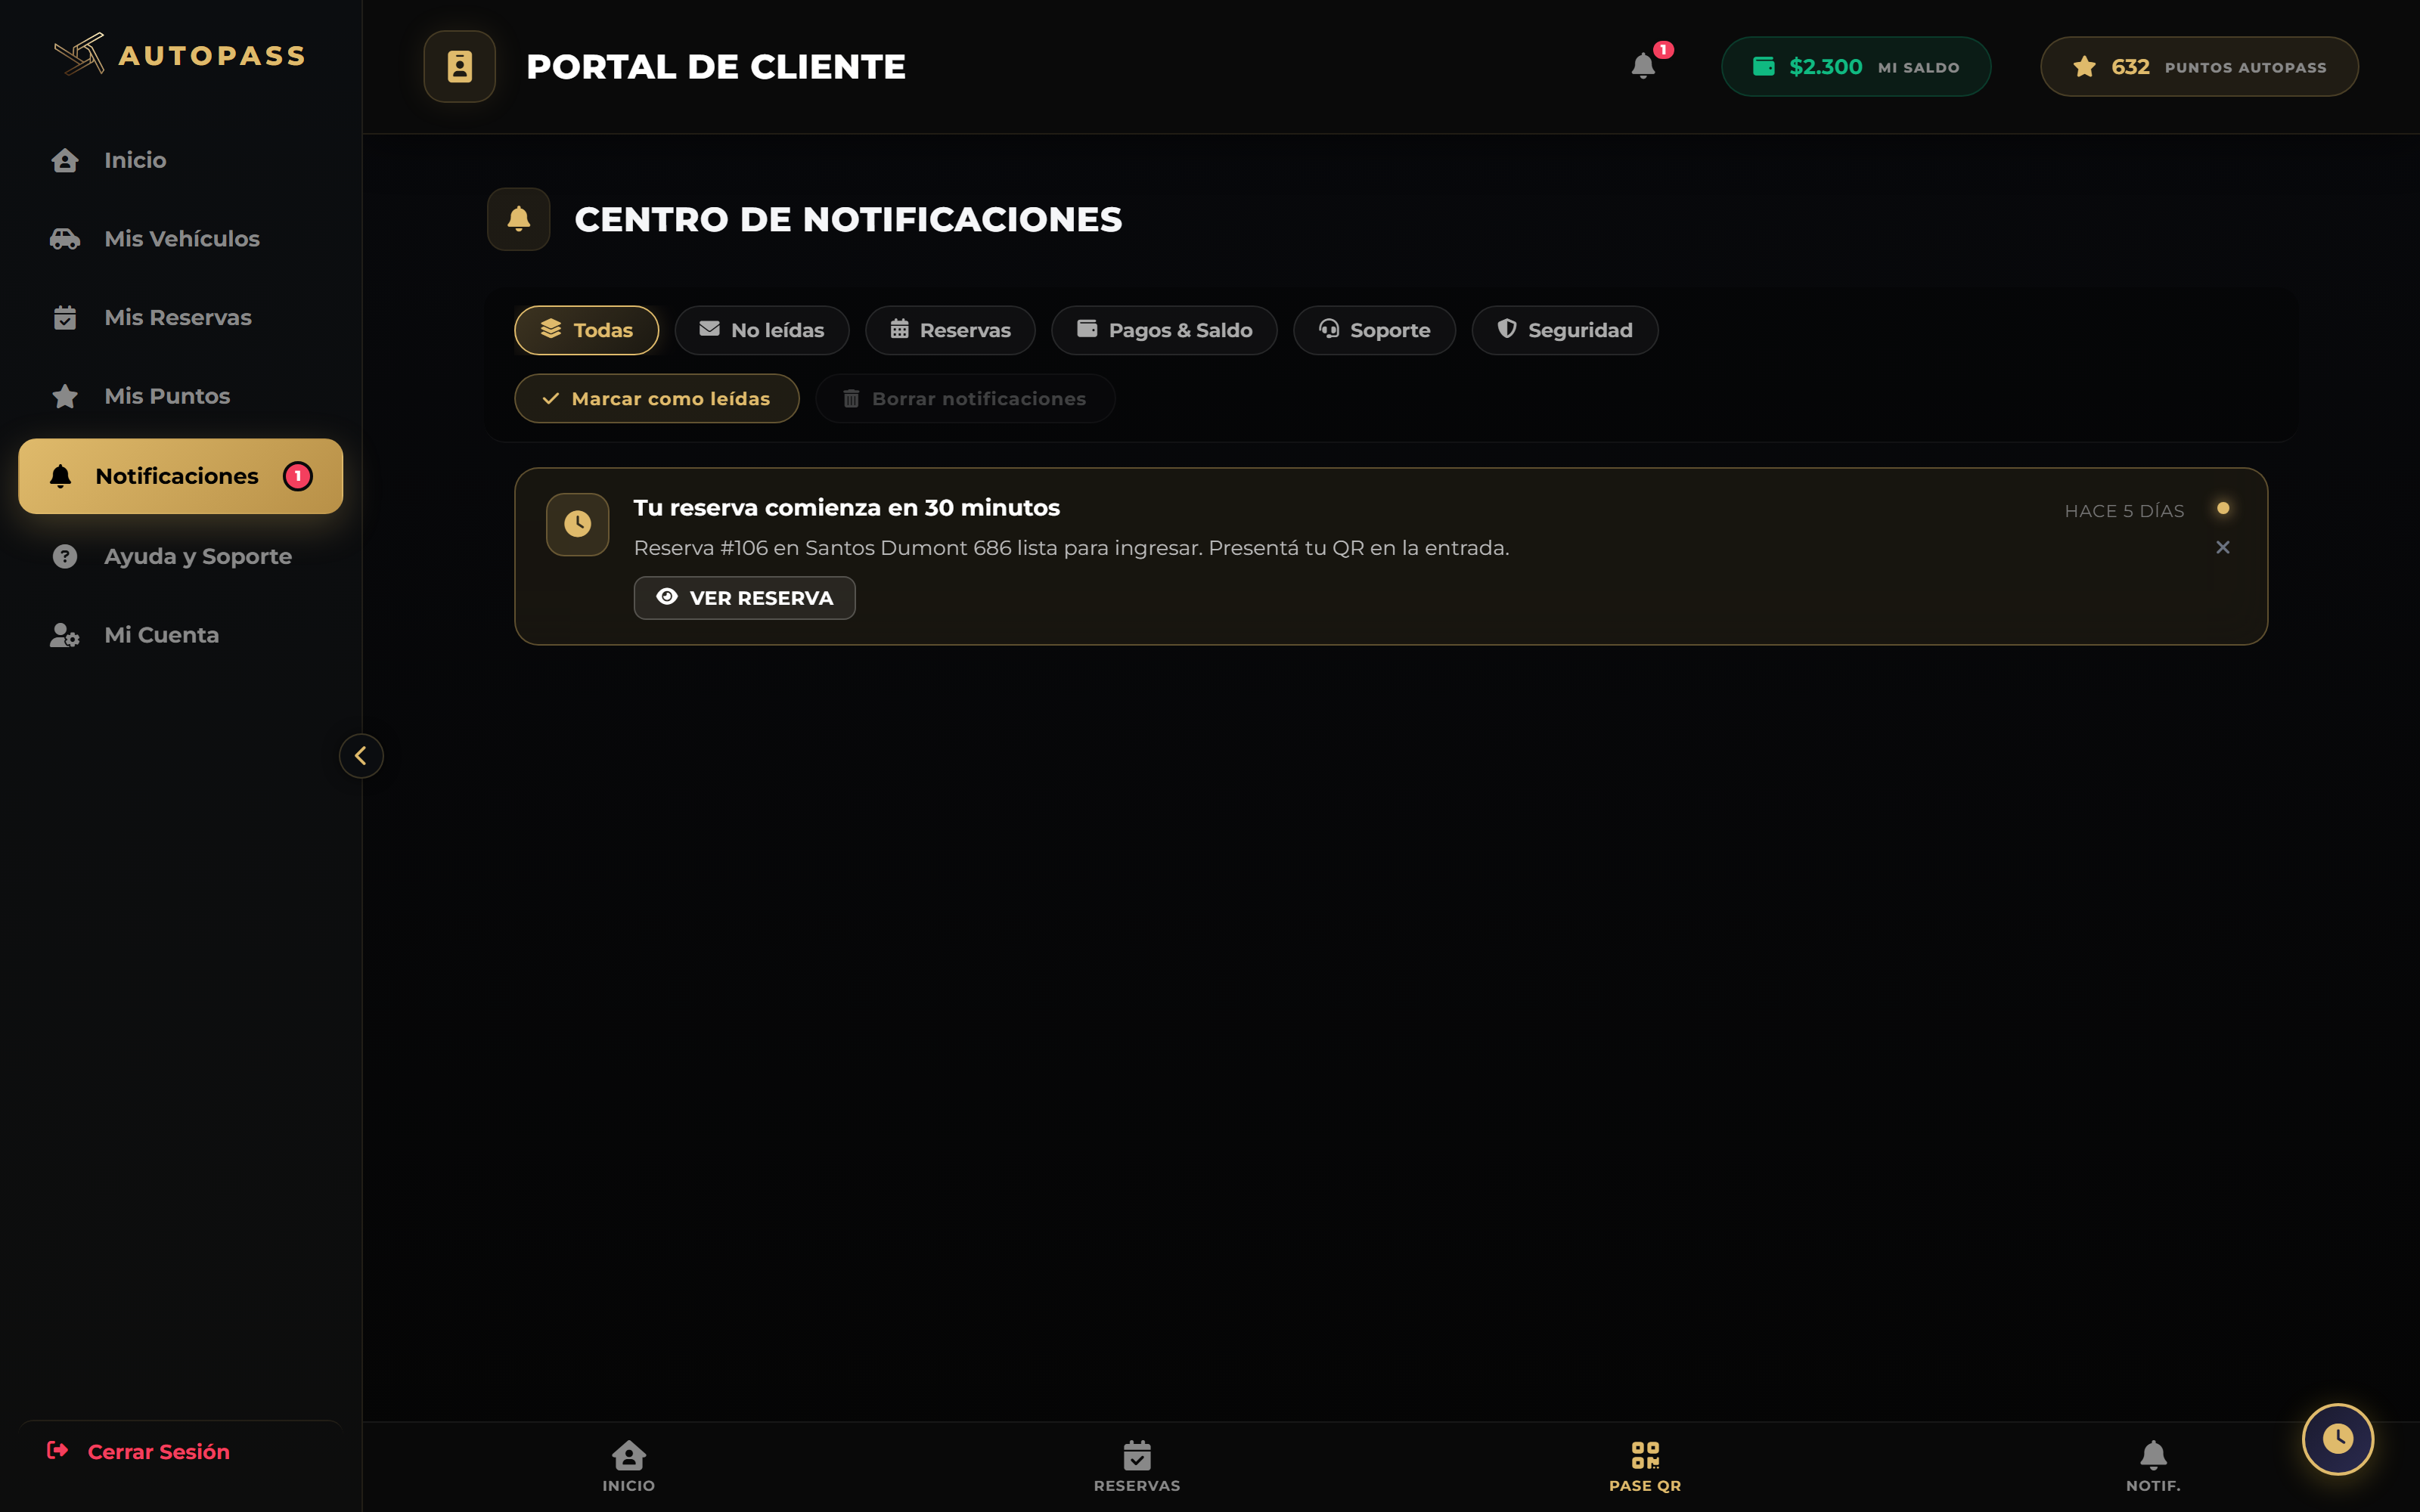 AUTOPASS
Inicio
Mis Vehículos
Mis Reservas
Mis Puntos
Notificaciones 1
Ayuda y Soporte
Mi Cuenta
Cerrar Sesión
PORTAL DE CLIENTE
1
$2.300 MI SALDO
632 PUNTOS AUTOPASS
CENTRO DE NOTIFICACIONES
Todas
No leídas
Reservas
Pagos & Saldo
Soporte
Seguridad
Marcar como leídas
Borrar notificaciones
Tu reserva comienza en 30 minutos
HACE 5 DÍAS
Reserva #106 en Santos Dumont 686 lista para ingresar. Presentá tu QR en la entrada.
VER RESERVA
INICIO
RESERVAS
PASE QR
NOTIF.